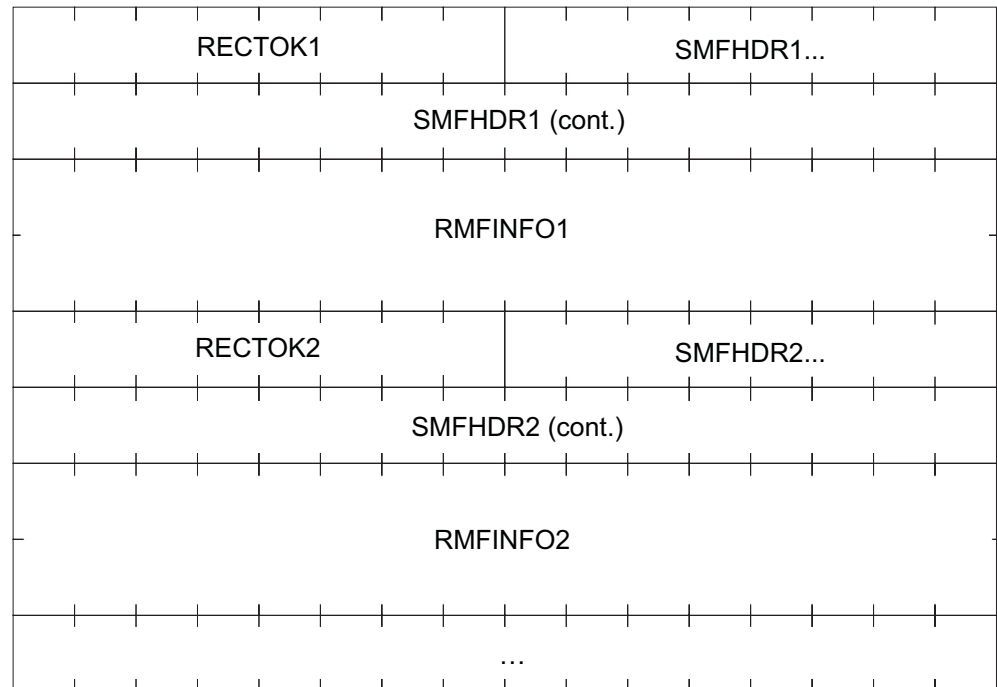 RECTOK1 SMFHDR1...
SMFHDR1 (cont.)
RMFINFO1
RECTOK2 SMFHDR2...
SMFHDR2 (cont.)
RMFINFO2
...